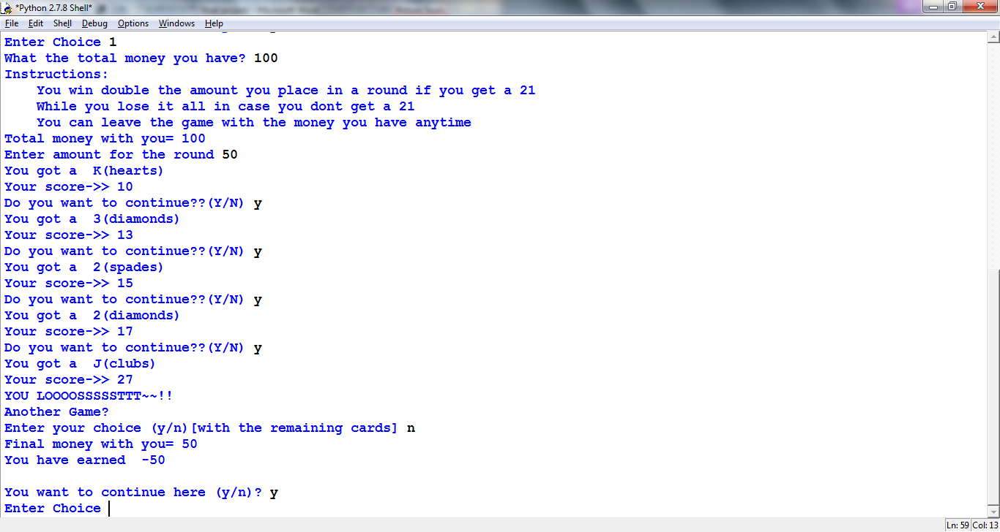 *Python 2.7.8 Shell*
File Edit Shell Debug Options Windows Help
Enter Choice 1
What the total money you have? 100
Instructions:
You win double the amount you place in a round if you get a 21
While you lose it all in case you dont get a 21
You can leave the game with the money you have anytime
Total money with you= 100
Enter amount for the round 50
You got a  K(hearts)
Your score->> 10
Do you want to continue??(Y/N) y
You got a  3(diamonds)
Your score->> 13
Do you want to continue??(Y/N) y
You got a  2(spades)
Your score->> 15
Do you want to continue??(Y/N) y
You got a  2(diamonds)
Your score->> 17
Do you want to continue??(Y/N) y
You got a  J(clubs)
Your score->> 27
YOU LOOOOSSSSSTTT~~!!
Another Game?
Enter your choice (y/n)[with the remaining cards] n
Final money with you= 50
You have earned  -50
You want to continue here (y/n)? y
Enter Choice
Ln: 59 Col: 13